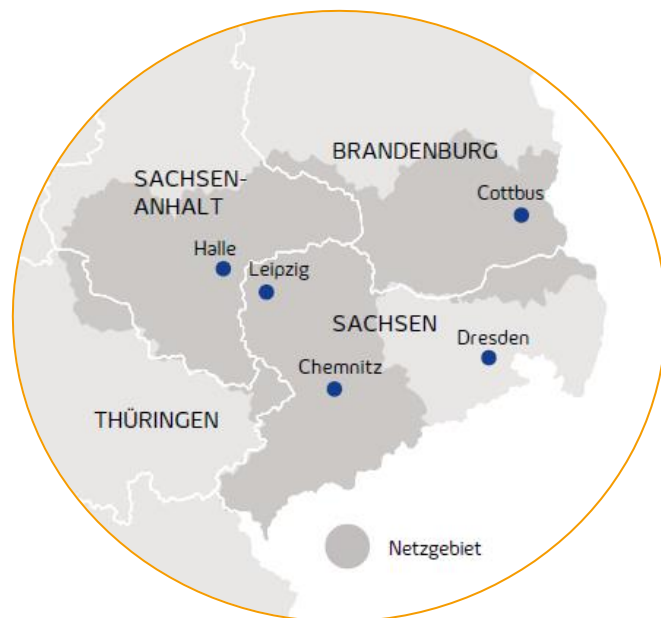 BRANDENBURG
SACHSEN-
ANHALT
Cottbus
Halle
Leipzig
SACHSEN
Dresden
Chemnitz
THÜRINGEN
Netzgebiet